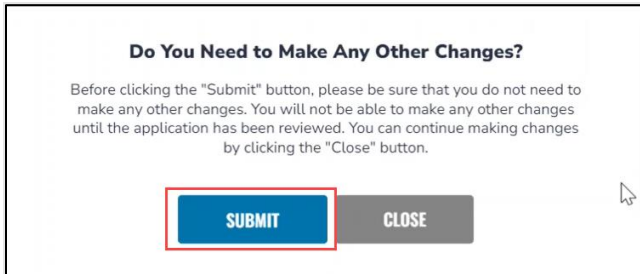 Do You Need to Make Any Other Changes?
Before clicking the "Submit" button, please be sure that you do not need to
make any other changes. You will not be able to make any other changes
until the application has been reviewed. You can continue making changes
by clicking the "Close" button.
SUBMIT CLOSE